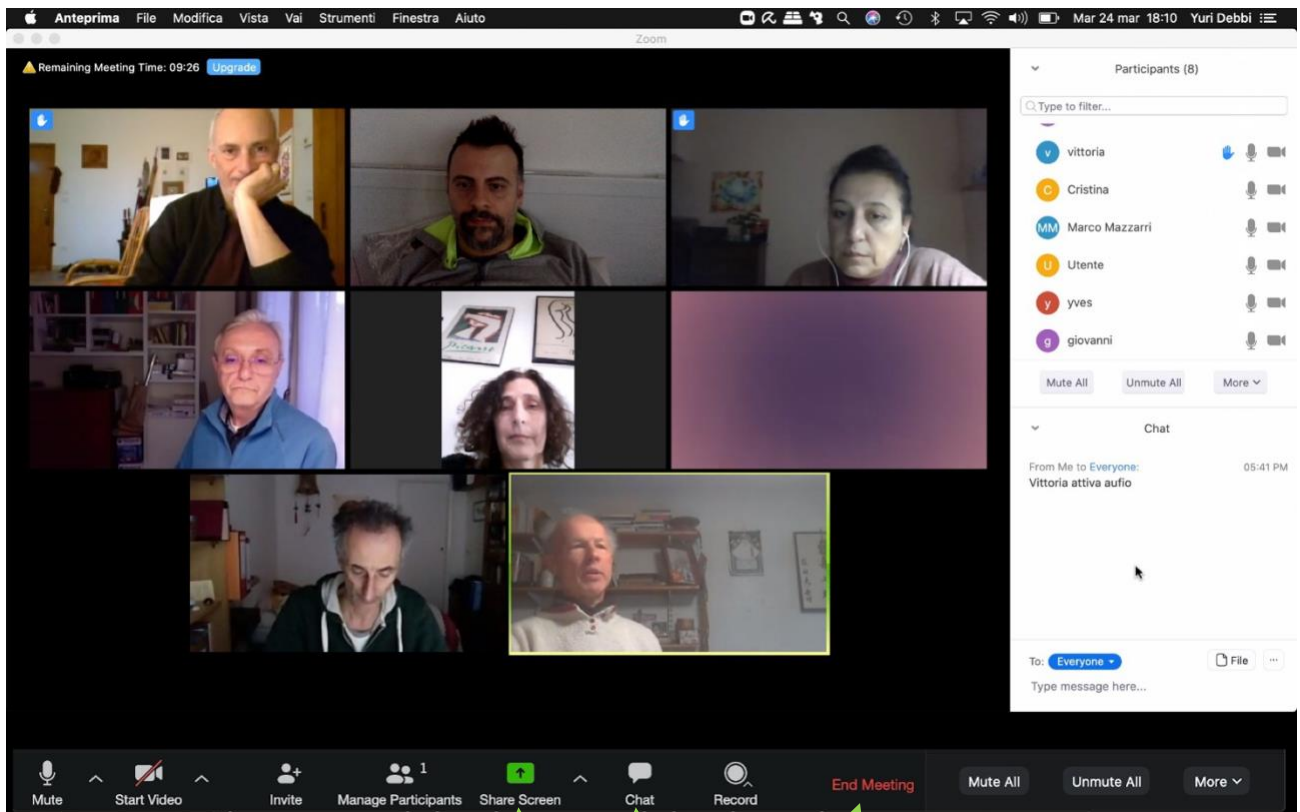 Anteprima File Modifica Vista Vai Strumenti Finestra Aiuto Mar 24 mar 18:10 Yuri Debbi
Zoom
Remaining Meeting Time: 09:26 Upgrade
Participants (8)
Type to filter...
v vittoria
C Cristina
MM Marco Mazzarri
U Utente
y yves
g giovanni
Mute All Unmute All More
Chat
From Me to Everyone: 05:41 PM
Vittoria attiva aufio
To: Everyone File ...
Type message here...
Picasso
1
Mute Start Video Invite Manage Participants Share Screen Chat Record End Meeting Mute All Unmute All More